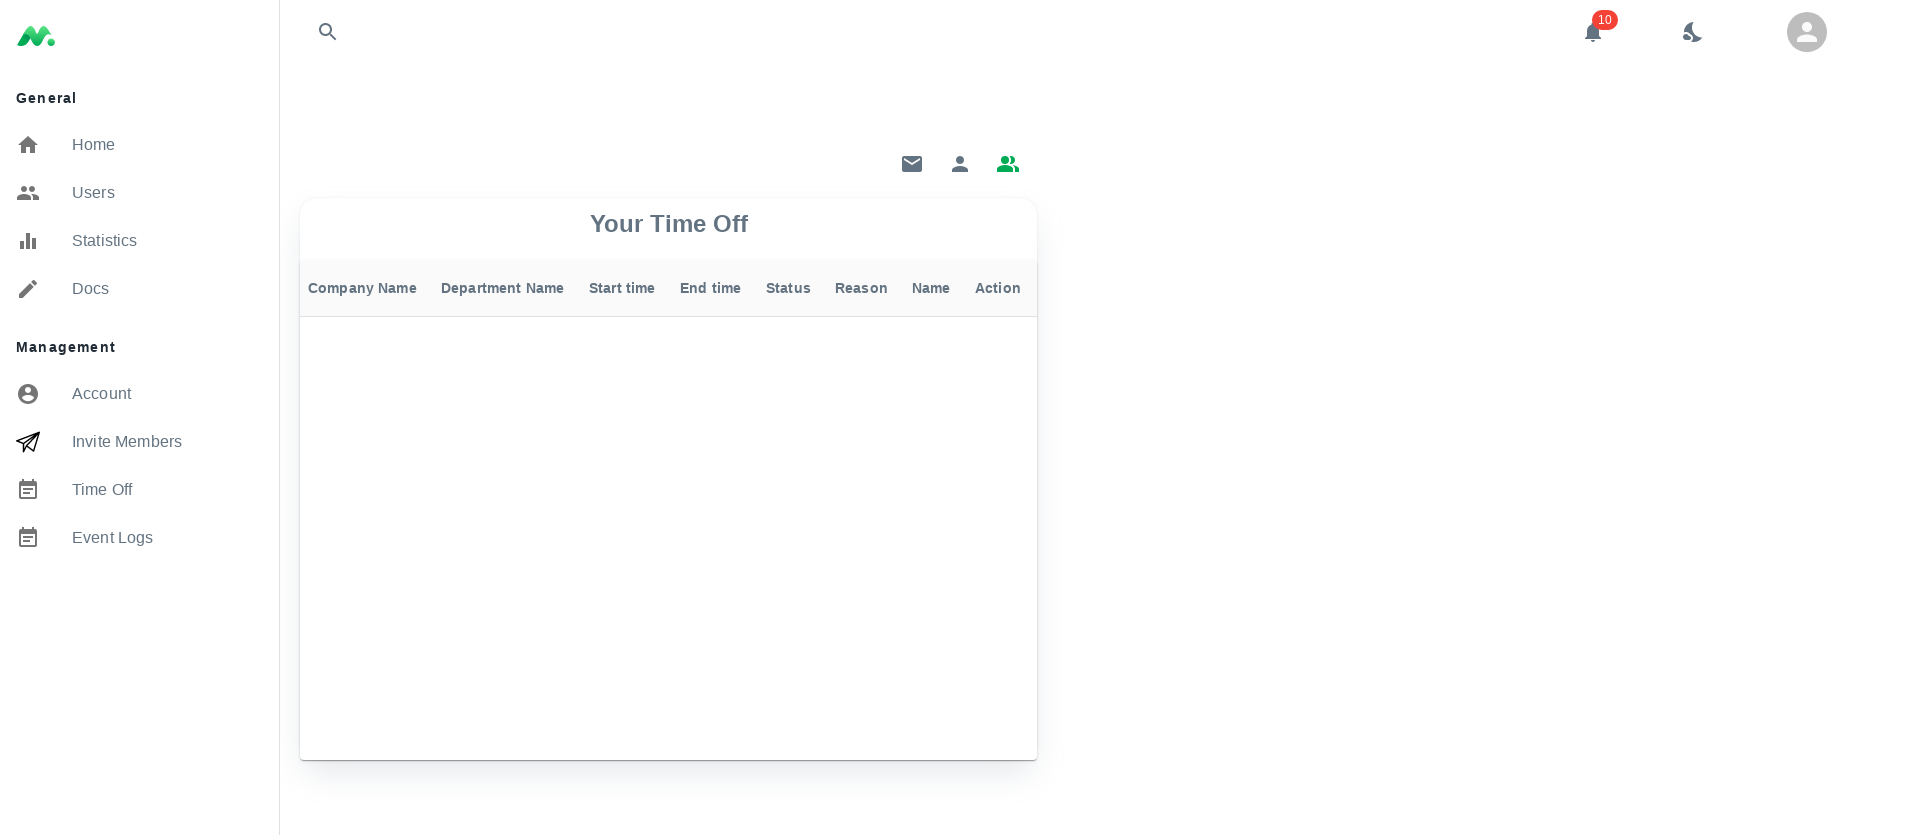 10
General
Home
Users
Statistics
Docs
Management
Account
Invite Members
Time Off
Event Logs
Your Time Off
Company Name Department Name Start time End time Status Reason Name Action